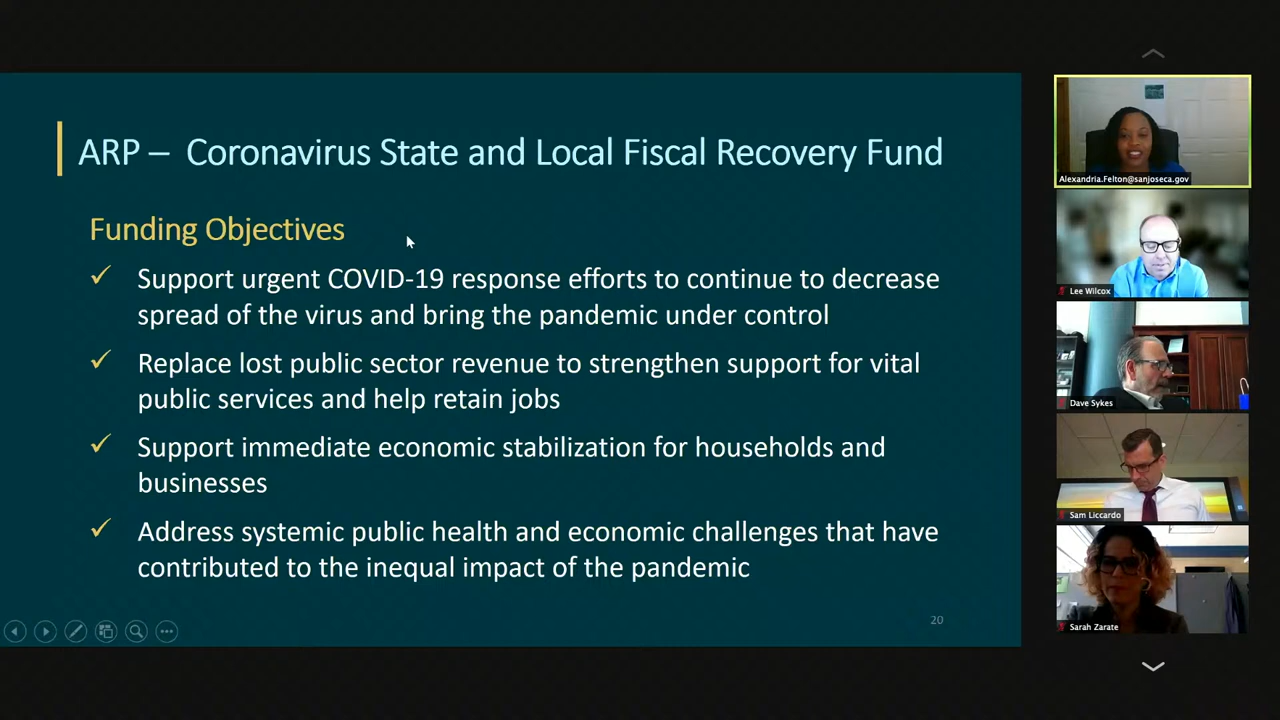 ARP – Coronavirus State and Local Fiscal Recovery Fund
Funding Objectives
✓ Support urgent COVID-19 response efforts to continue to decrease
spread of the virus and bring the pandemic under control
✓ Replace lost public sector revenue to strengthen support for vital
public services and help retain jobs
✓ Support immediate economic stabilization for households and
businesses
✓ Address systemic public health and economic challenges that have
contributed to the inequal impact of the pandemic
20
Alexandria.Felton@sanjoseca.gov
Lee Wilcox
Dave Sykes
Sam Liccardo
Sarah Zarate